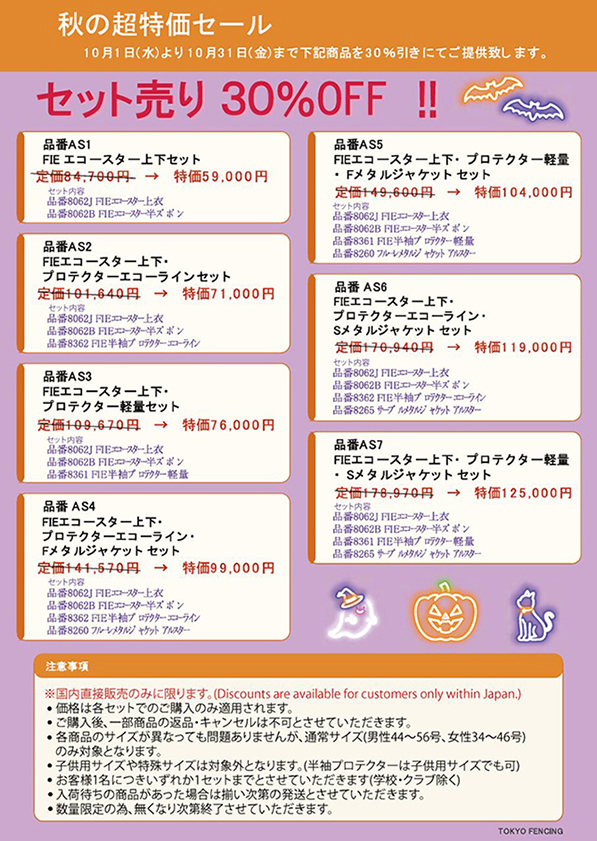 秋の超特価セール
10月1日(水)より10月31日(金)まで下記商品を30%引きにてご提供致します。
セット売り 30%OFF !!
品番AS1
FIE エコースター上下セット
定価84,700円 → 特価59,000円
セット内容
品番8062J FIEエコースター上衣
品番8062B FIEエコースター半ズボン
品番AS2
FIEエコースター上下・
プロテクターエコーラインセット
定価101,640円 → 特価71,000円
セット内容
品番8062J FIEエコースター上衣
品番8062B FIEエコースター半ズボン
品番8362 FIE半袖プロテクターエコーライン
品番AS3
FIEエコースター上下・
プロテクター軽量セット
定価109,670円 → 特価76,000円
セット内容
品番8062J FIEエコースター上衣
品番8062B FIEエコースター半ズボン
品番8361 FIE半袖プロテクター軽量
品番 AS4
FIEエコースター上下・
プロテクターエコーライン・
Fメタルジャケット セット
定価141,570円 → 特価99,000円
セット内容
品番8062J FIEエコースター上衣
品番8062B FIEエコースター半ズボン
品番8362 FIE半袖プロテクターエコーライン
品番8260 フルーレメタルジャケット アルスター
品番AS5
FIEエコースター上下・ プロテクター軽量
・ Fメタルジャケット セット
定価149,600円 → 特価104,000円
セット内容
品番8062J FIEエコースター上衣
品番8062B FIEエコースター半ズボン
品番8361 FIE半袖プロテクター軽量
品番8260 フルーレメタルジャケット アルスター
品番 AS6
FIEエコースター上下・
プロテクターエコーライン・
Sメタルジャケット セット
定価170,940円 → 特価119,000円
セット内容
品番8062J FIEエコースター上衣
品番8062B FIEエコースター半ズボン
品番8362 FIE半袖プロテクターエコーライン
品番8265 サーブルメタルジャケット アルスター
品番AS7
FIEエコースター上下・ プロテクター軽量
・ Sメタルジャケット セット
定価178,970円 → 特価125,000円
セット内容
品番8062J FIEエコースター上衣
品番8062B FIEエコースター半ズボン
品番8361 FIE半袖プロテクター軽量
品番8265 サーブルメタルジャケット アルスター
注意事項
※国内直接販売のみに限ります。(Discounts are available for customers only within Japan.)
• 価格は各セットでのご購入のみ適用されます。
• ご購入後、一部商品の返品・キャンセルは不可とさせていただきます。
• 各商品のサイズが異なっても問題ありませんが、通常サイズ(男性44〜56号、女性34〜46号)
のみ対象となります。
• 子供用サイズや特殊サイズは対象外となります。(半袖プロテクターは子供用サイズでも可)
• お客様1名につきいずれか1セットまでとさせていただきます(学校・クラブ除く)
• 入荷待ちの商品があった場合は揃い次第の発送とさせていただきます。
• 数量限定の為、無くなり次第終了させていただきます。
TOKYO FENCING